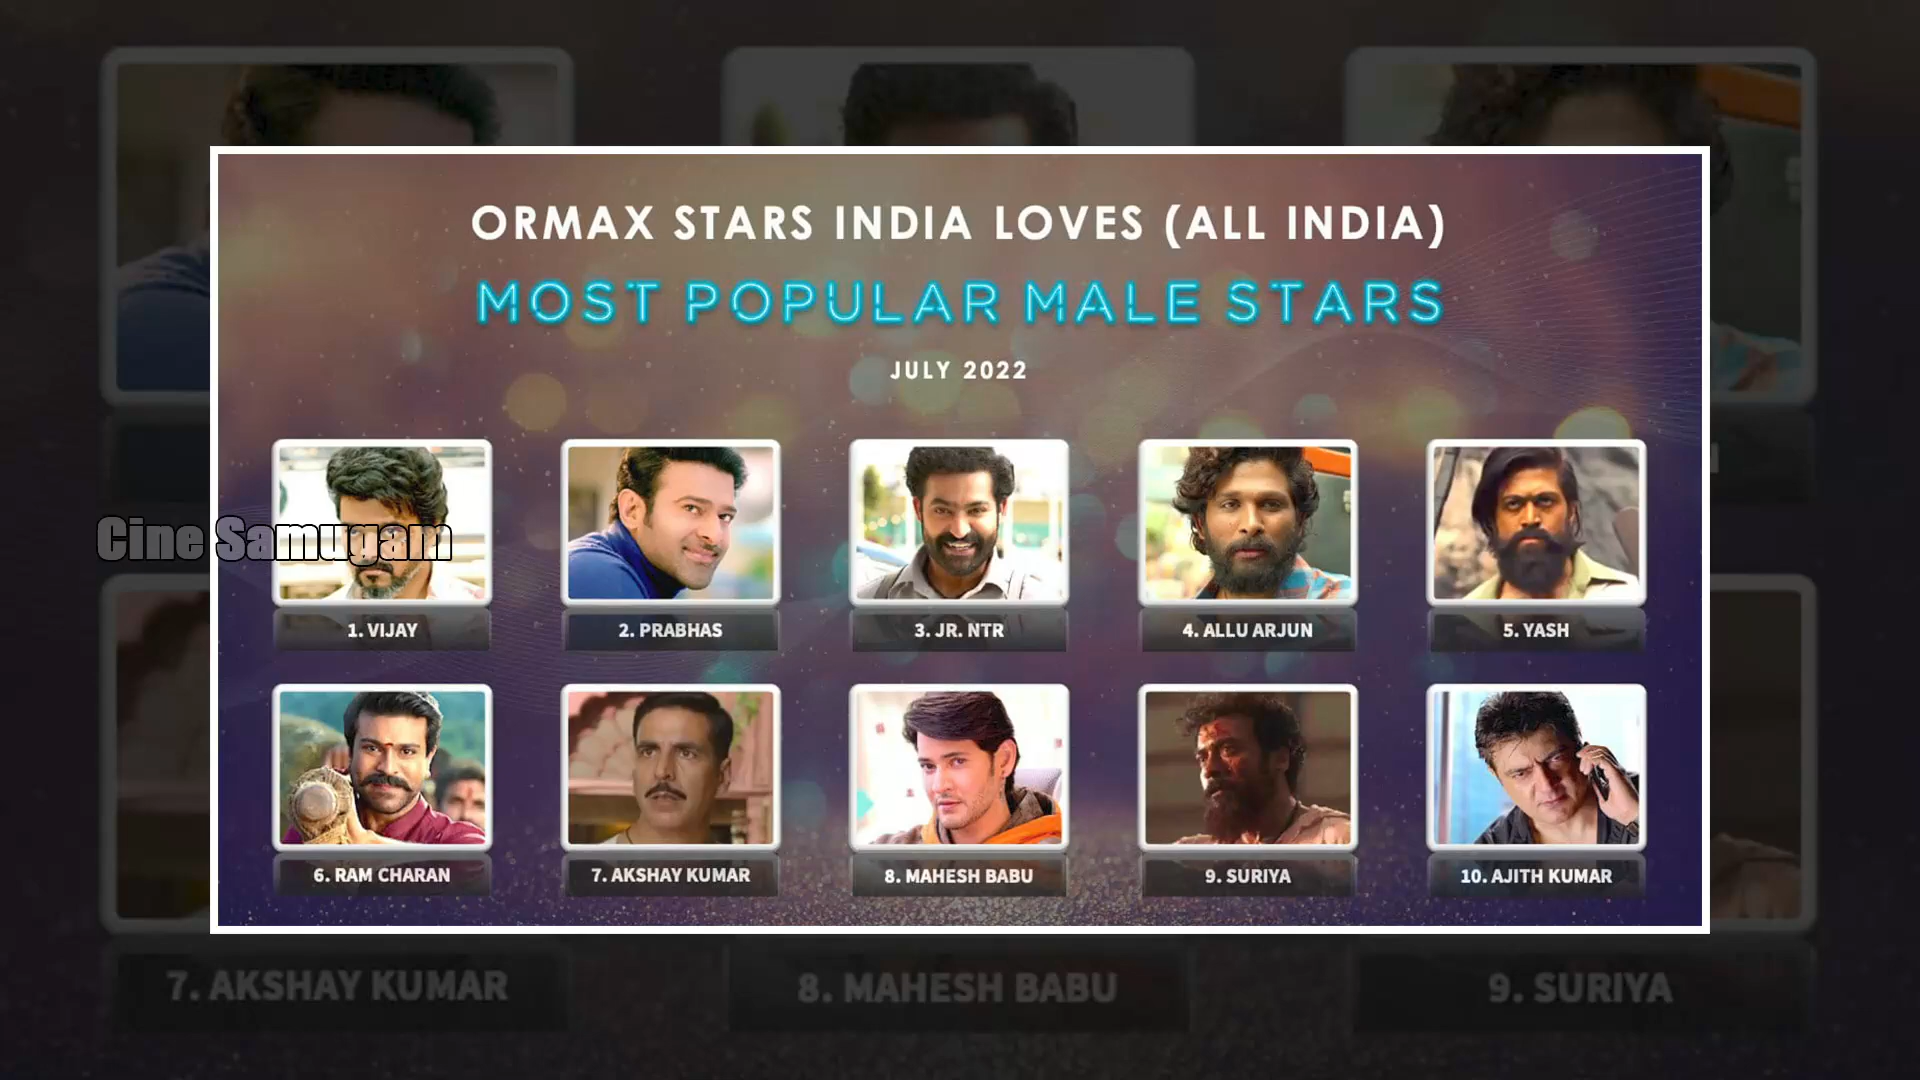 ORMAX STARS INDIA LOVES (ALL INDIA)
MOST POPULAR MALE STARS
JULY 2022
Cine Samugam
1. VIJAY
2. PRABHAS
3. JR. NTR
4. ALLU ARJUN
5. YASH
6. RAM CHARAN
7. AKSHAY KUMAR
8. MAHESH BABU
9. SURIYA
10. AJITH KUMAR
7. AKSHAY KUMAR
8. MAHESH BABU
9. SURIYA